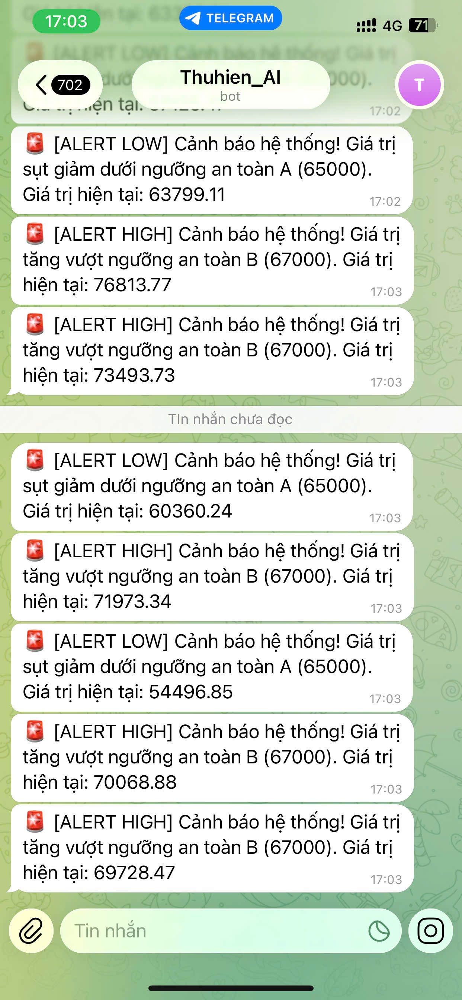 17:03
TELEGRAM
4G
71
[ALERT LOW] Cảnh báo hệ thống! Giá trị
702
Thuhien_AI
bot
T
17:02
🚨 [ALERT LOW] Cảnh báo hệ thống! Giá trị
sụt giảm dưới ngưỡng an toàn A (65000).
Giá trị hiện tại: 63799.11
17:02
🚨 [ALERT HIGH] Cảnh báo hệ thống! Giá trị
tăng vượt ngưỡng an toàn B (67000). Giá trị
hiện tại: 76813.77
17:03
🚨 [ALERT HIGH] Cảnh báo hệ thống! Giá trị
tăng vượt ngưỡng an toàn B (67000). Giá trị
hiện tại: 73493.73
17:03
TIn nhắn chưa đọc
🚨 [ALERT LOW] Cảnh báo hệ thống! Giá trị
sụt giảm dưới ngưỡng an toàn A (65000).
Giá trị hiện tại: 60360.24
17:03
🚨 [ALERT HIGH] Cảnh báo hệ thống! Giá trị
tăng vượt ngưỡng an toàn B (67000). Giá trị
hiện tại: 71973.34
17:03
🚨 [ALERT LOW] Cảnh báo hệ thống! Giá trị
sụt giảm dưới ngưỡng an toàn A (65000).
Giá trị hiện tại: 54496.85
17:03
🚨 [ALERT HIGH] Cảnh báo hệ thống! Giá trị
tăng vượt ngưỡng an toàn B (67000). Giá trị
hiện tại: 70068.88
17:03
🚨 [ALERT HIGH] Cảnh báo hệ thống! Giá trị
tăng vượt ngưỡng an toàn B (67000). Giá trị
hiện tại: 69728.47
17:03
Tin nhắn